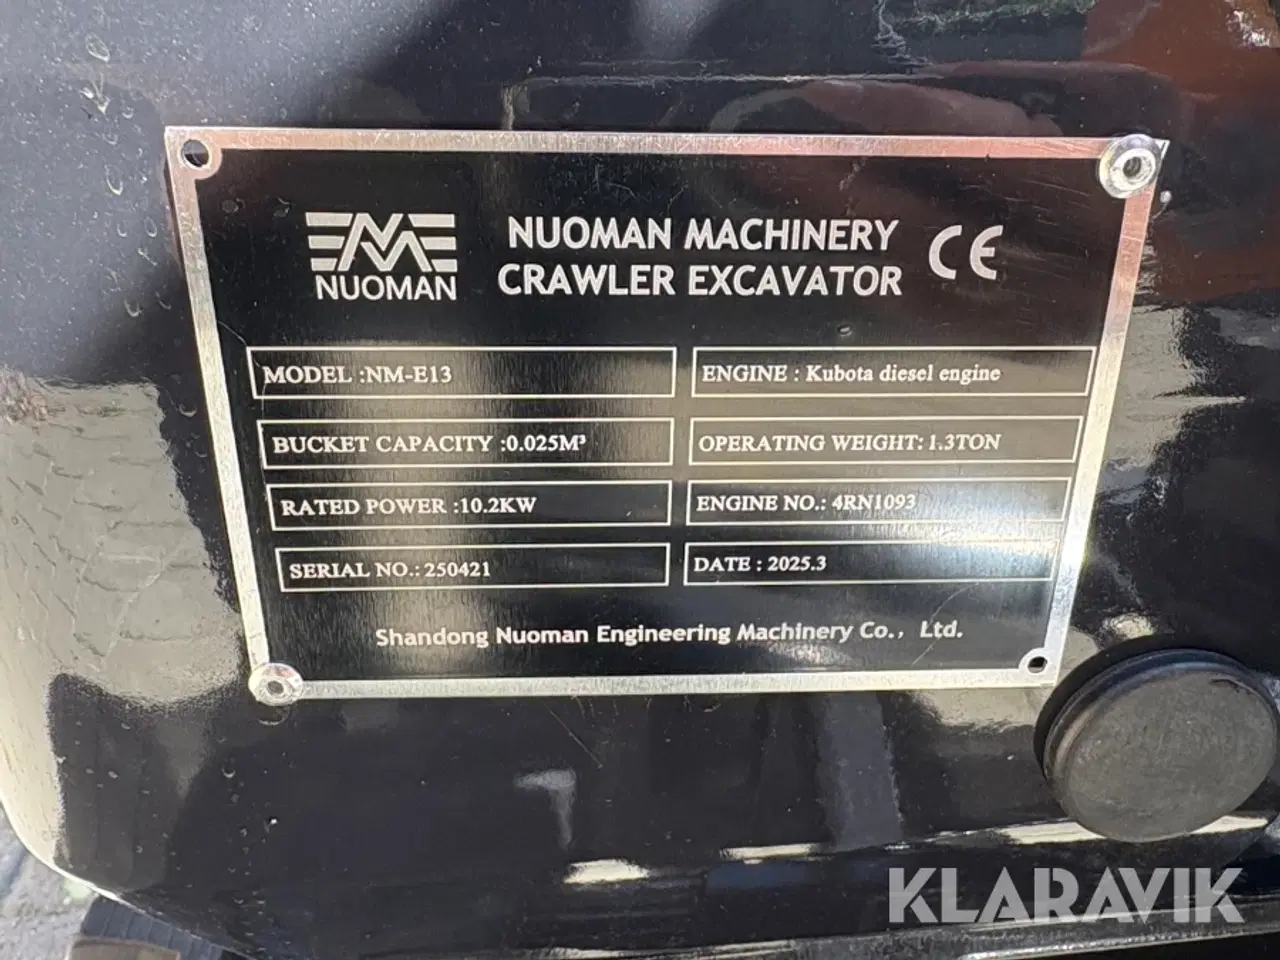 NUOMAN
NUOMAN MACHINERY
CRAWLER EXCAVATOR
CE
MODEL :NM-E13
ENGINE : Kubota diesel engine
BUCKET CAPACITY :0.025M³
OPERATING WEIGHT: 1.3TON
RATED POWER :10.2KW
ENGINE NO.: 4RN1093
SERIAL NO.: 250421
DATE : 2025.3
Shandong Nuoman Engineering Machinery Co., Ltd.
KLARAVIK